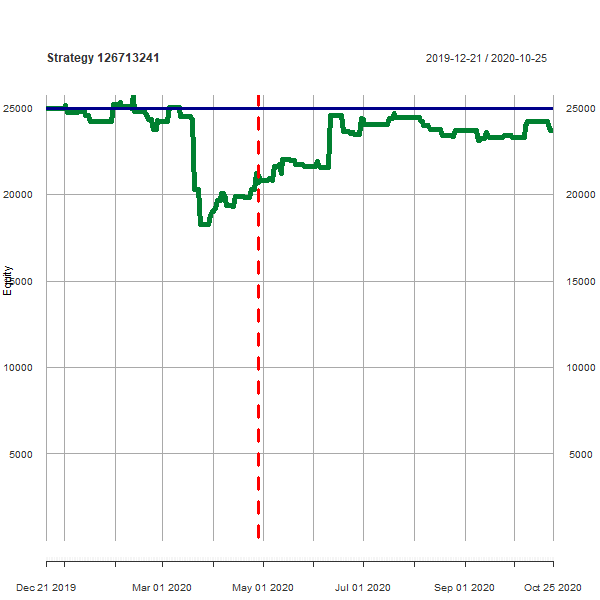 Strategy 126713241
2019-12-21 / 2020-10-25
25000
25000
20000
20000
Equity
15000
15000
10000
10000
5000
5000
Dec 21 2019
Mar 01 2020
May 01 2020
Jul 01 2020
Sep 01 2020
Oct 25 2020